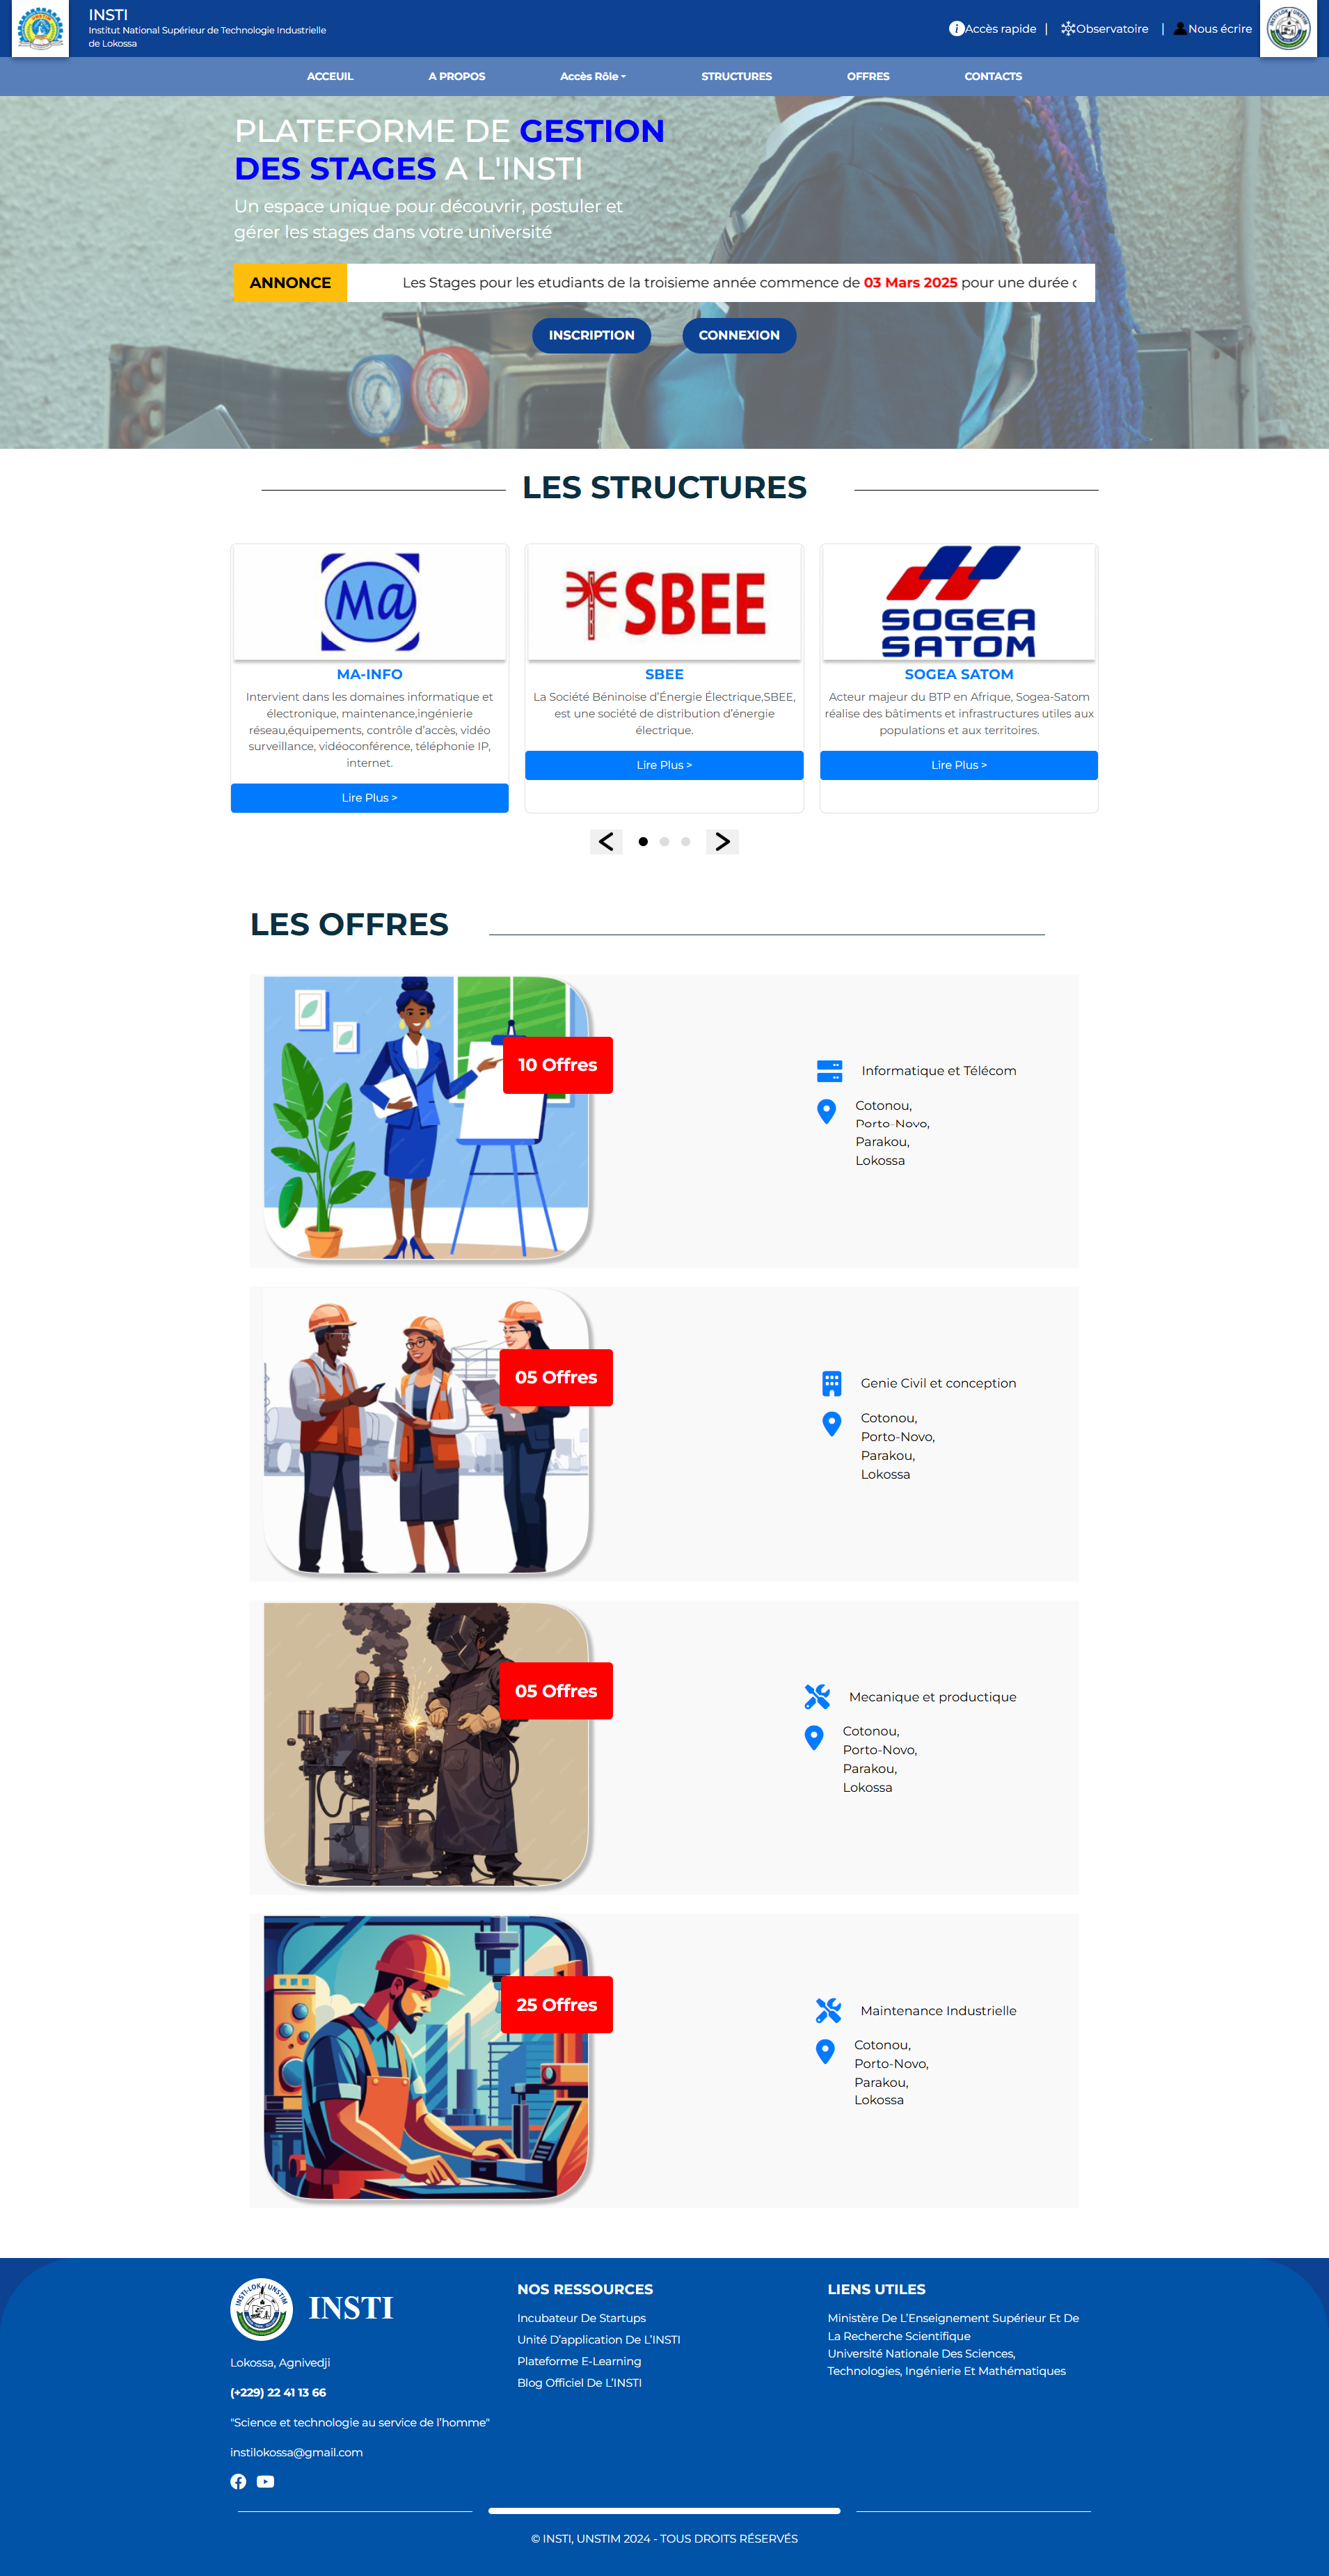 INSTI
Institut National Supérieur de Technologie Industrielle
de Lokossa
Accès rapide | Observatoire | Nous écrire
ACCEUIL A PROPOS Accès Rôle STRUCTURES OFFRES CONTACTS
PLATEFORME DE GESTION
DES STAGES A L'INSTI
Un espace unique pour découvrir, postuler et
gérer les stages dans votre université
ANNONCE Les Stages pour les etudiants de la troisieme année commence de 03 Mars 2025 pour une durée
INSCRIPTION CONNEXION
LES STRUCTURES
Ma
MA-INFO
Intervient dans les domaines informatique et
électronique, maintenance,ingénierie
réseau,équipements, contrôle d’accès, vidéo
surveillance, vidéoconférence, téléphonie IP,
internet.
Lire Plus >
SBEE
SBEE
La Société Béninoise d’Énergie Électrique,SBEE,
est une société de distribution d’énergie
électrique.
Lire Plus >
SOGEA
SATOM
SOGEA SATOM
Acteur majeur du BTP en Afrique, Sogea-Satom
réalise des bâtiments et infrastructures utiles aux
populations et aux territoires.
Lire Plus >
< >
LES OFFRES
10 Offres
Informatique et Télécom
Cotonou,
Porto-Novo,
Parakou,
Lokossa
05 Offres
Genie Civil et conception
Cotonou,
Porto-Novo,
Parakou,
Lokossa
05 Offres
Mecanique et productique
Cotonou,
Porto-Novo,
Parakou,
Lokossa
25 Offres
Maintenance Industrielle
Cotonou,
Porto-Novo,
Parakou,
Lokossa
INSTI-LOK / UNSTIM
INSTI
Lokossa, Agnivedji
(+229) 22 41 13 66
"Science et technologie au service de l’homme"
instilokossa@gmail.com
NOS RESSOURCES
Incubateur De Startups
Unité D’application De L’INSTI
Plateforme E-Learning
Blog Officiel De L’INSTI
LIENS UTILES
Ministère De L’Enseignement Supérieur Et De
La Recherche Scientifique
Université Nationale Des Sciences,
Technologies, Ingénierie Et Mathématiques
© INSTI, UNSTIM 2024 - TOUS DROITS RÉSERVÉS